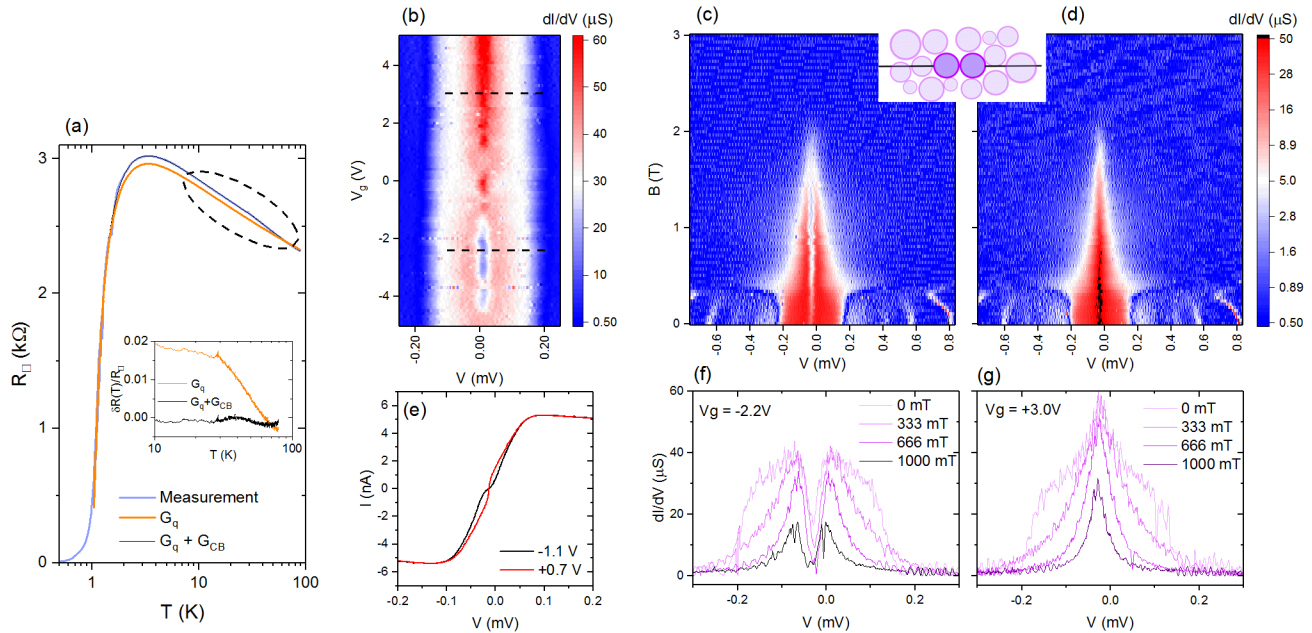 (a)
3
2
1
0
R□ (kΩ)
1
10
100
T (K)
Measurement
Gq
Gq + GCB
0.02
0.01
0.00
δR(T)/R□
Gq
Gq+GCB
10
100
T (K)
(b)
dI/dV (µS)
4
2
0
-2
-4
Vg (V)
-0.20
0.00
0.20
V (mV)
60
50
40
30
20
10
0.50
(c)
3
2
1
0
B (T)
-0.6
-0.4
-0.2
0.0
0.2
0.4
0.6
0.8
V (mV)
(d)
dI/dV (µS)
-0.6
-0.4
-0.2
0.0
0.2
0.4
0.6
0.8
V (mV)
50
28
16
8.9
5.0
2.8
1.6
0.89
0.50
(e)
6
4
2
0
-2
-4
-6
I (nA)
-1.1 V
+0.7 V
-0.2
-0.1
0.0
0.1
0.2
V (mV)
(f)
Vg = -2.2V
0 mT
333 mT
666 mT
1000 mT
60
40
20
0
dI/dV (µS)
-0.2
0.0
0.2
V (mV)
(g)
Vg = +3.0V
0 mT
333 mT
666 mT
1000 mT
-0.2
0.0
0.2
V (mV)